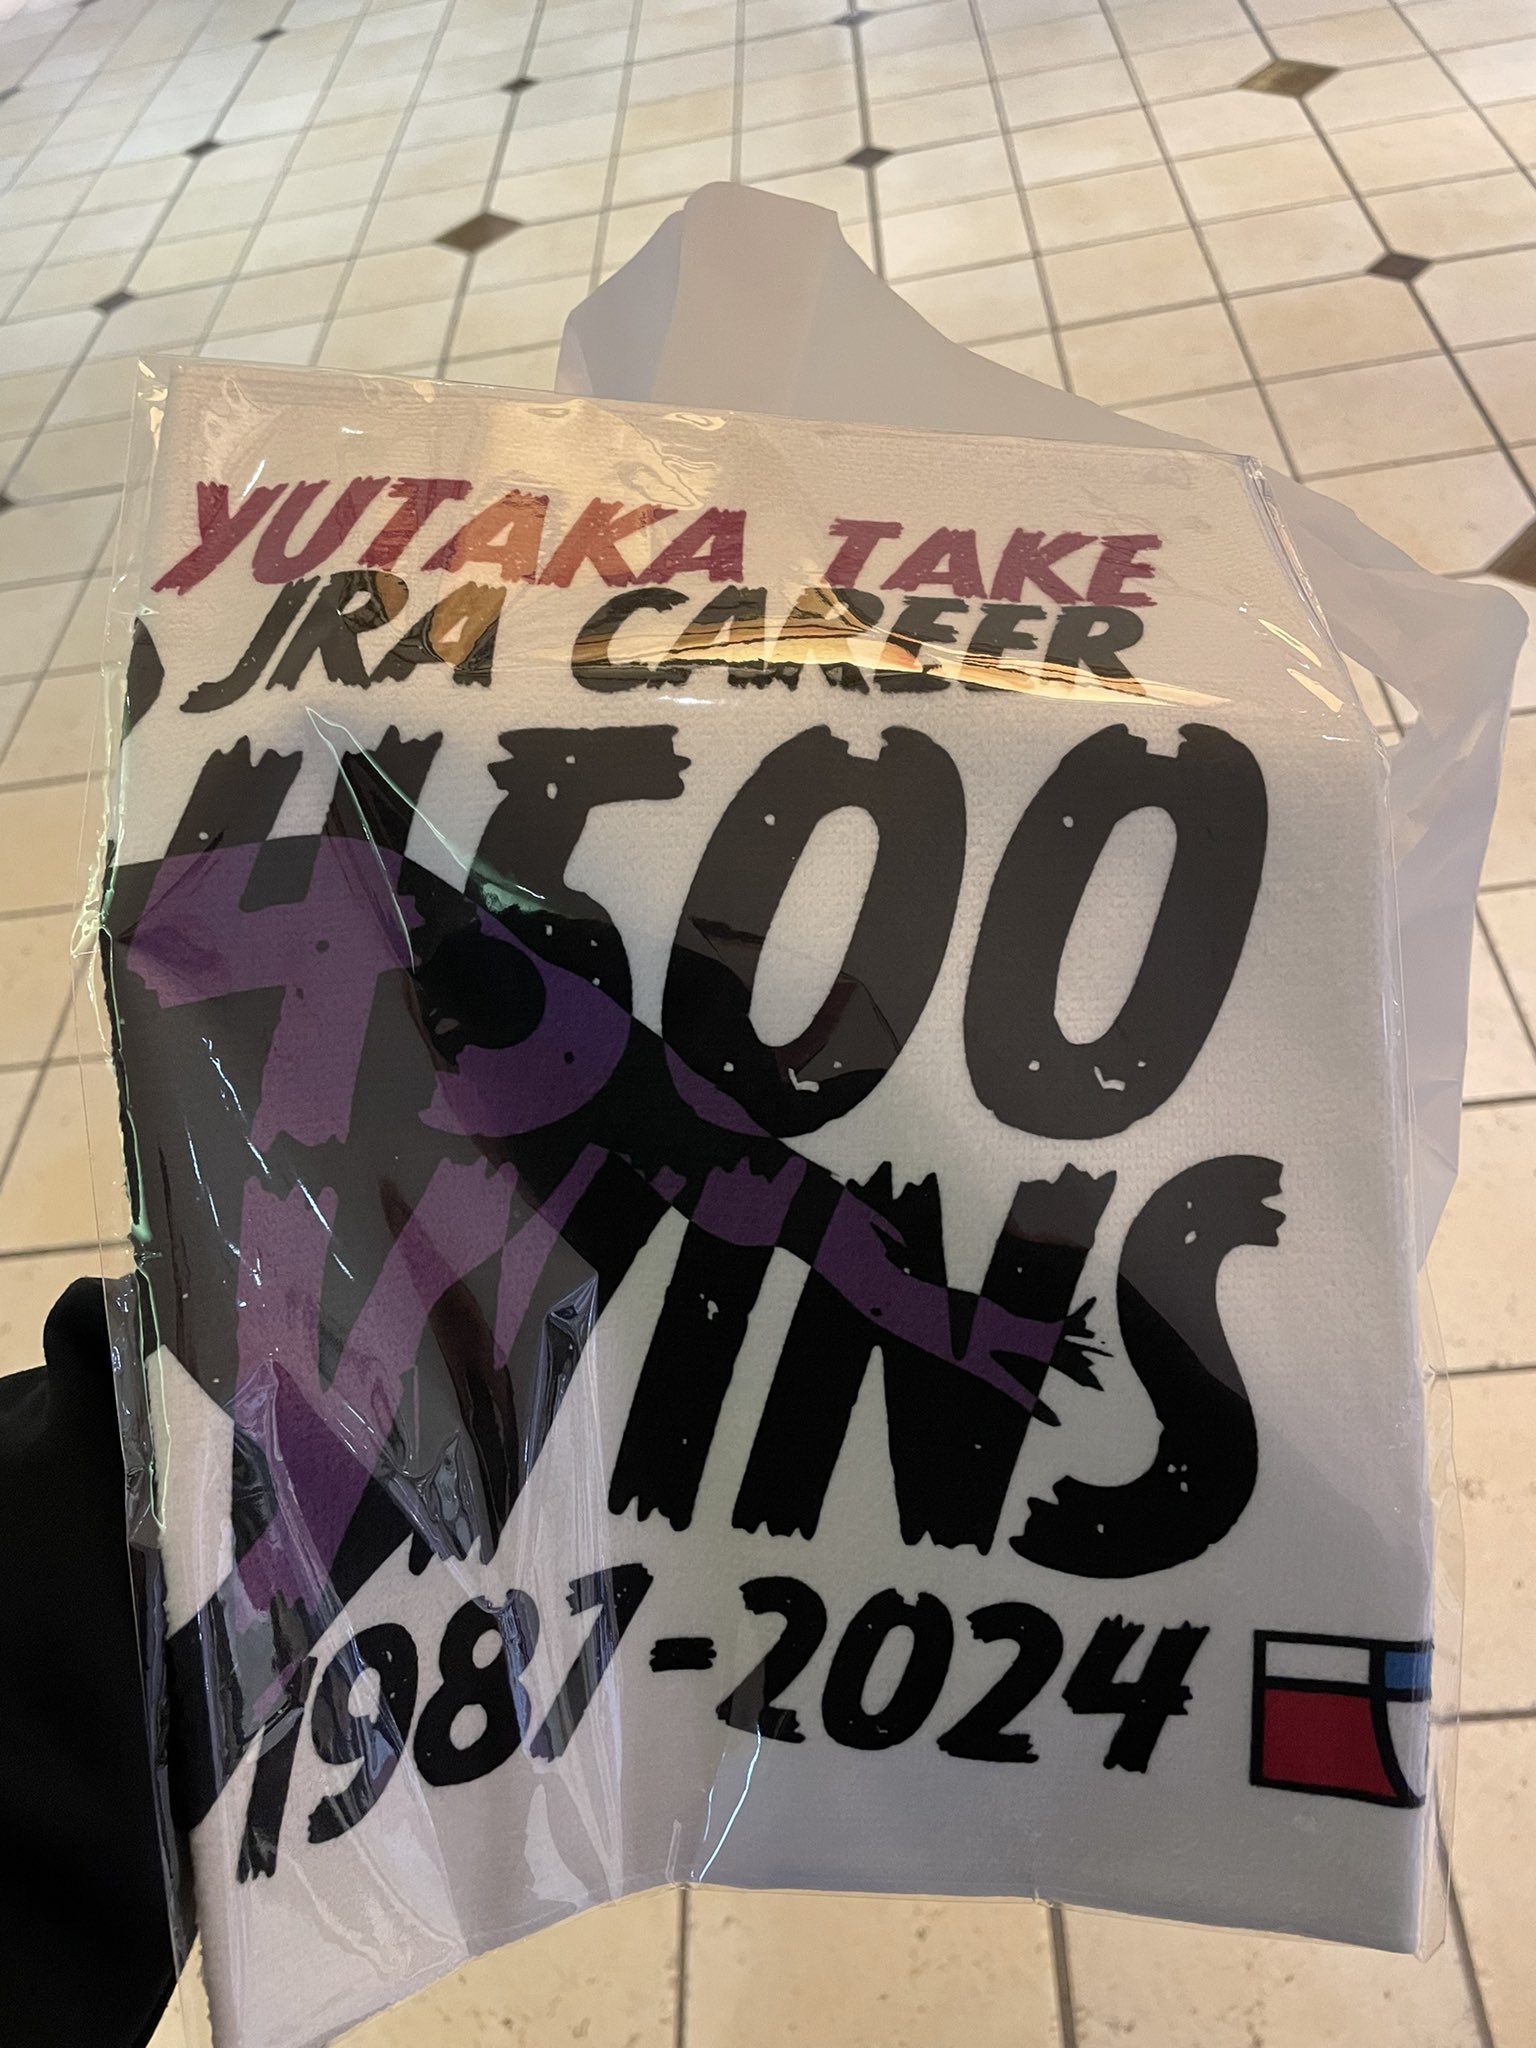 YUTAKA TAKE
JRA CAREER
4500
WINS
1987-2024